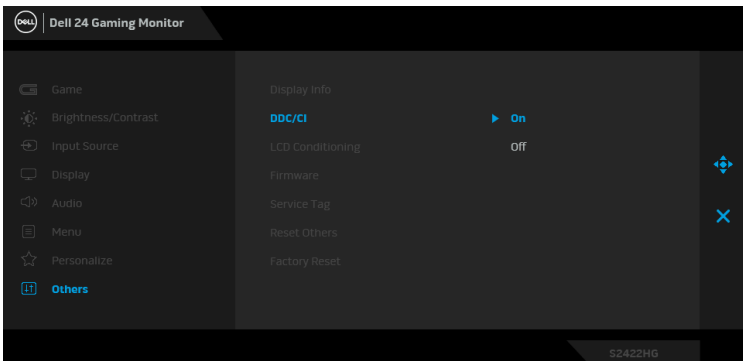 DELL Dell 24 Gaming Monitor
Game
Brightness/Contrast
Input Source
Display
Audio
Menu
Personalize
Others
Display Info
DDC/CI On
LCD Conditioning Off
Firmware
Service Tag
Reset Others
Factory Reset
S2422HG